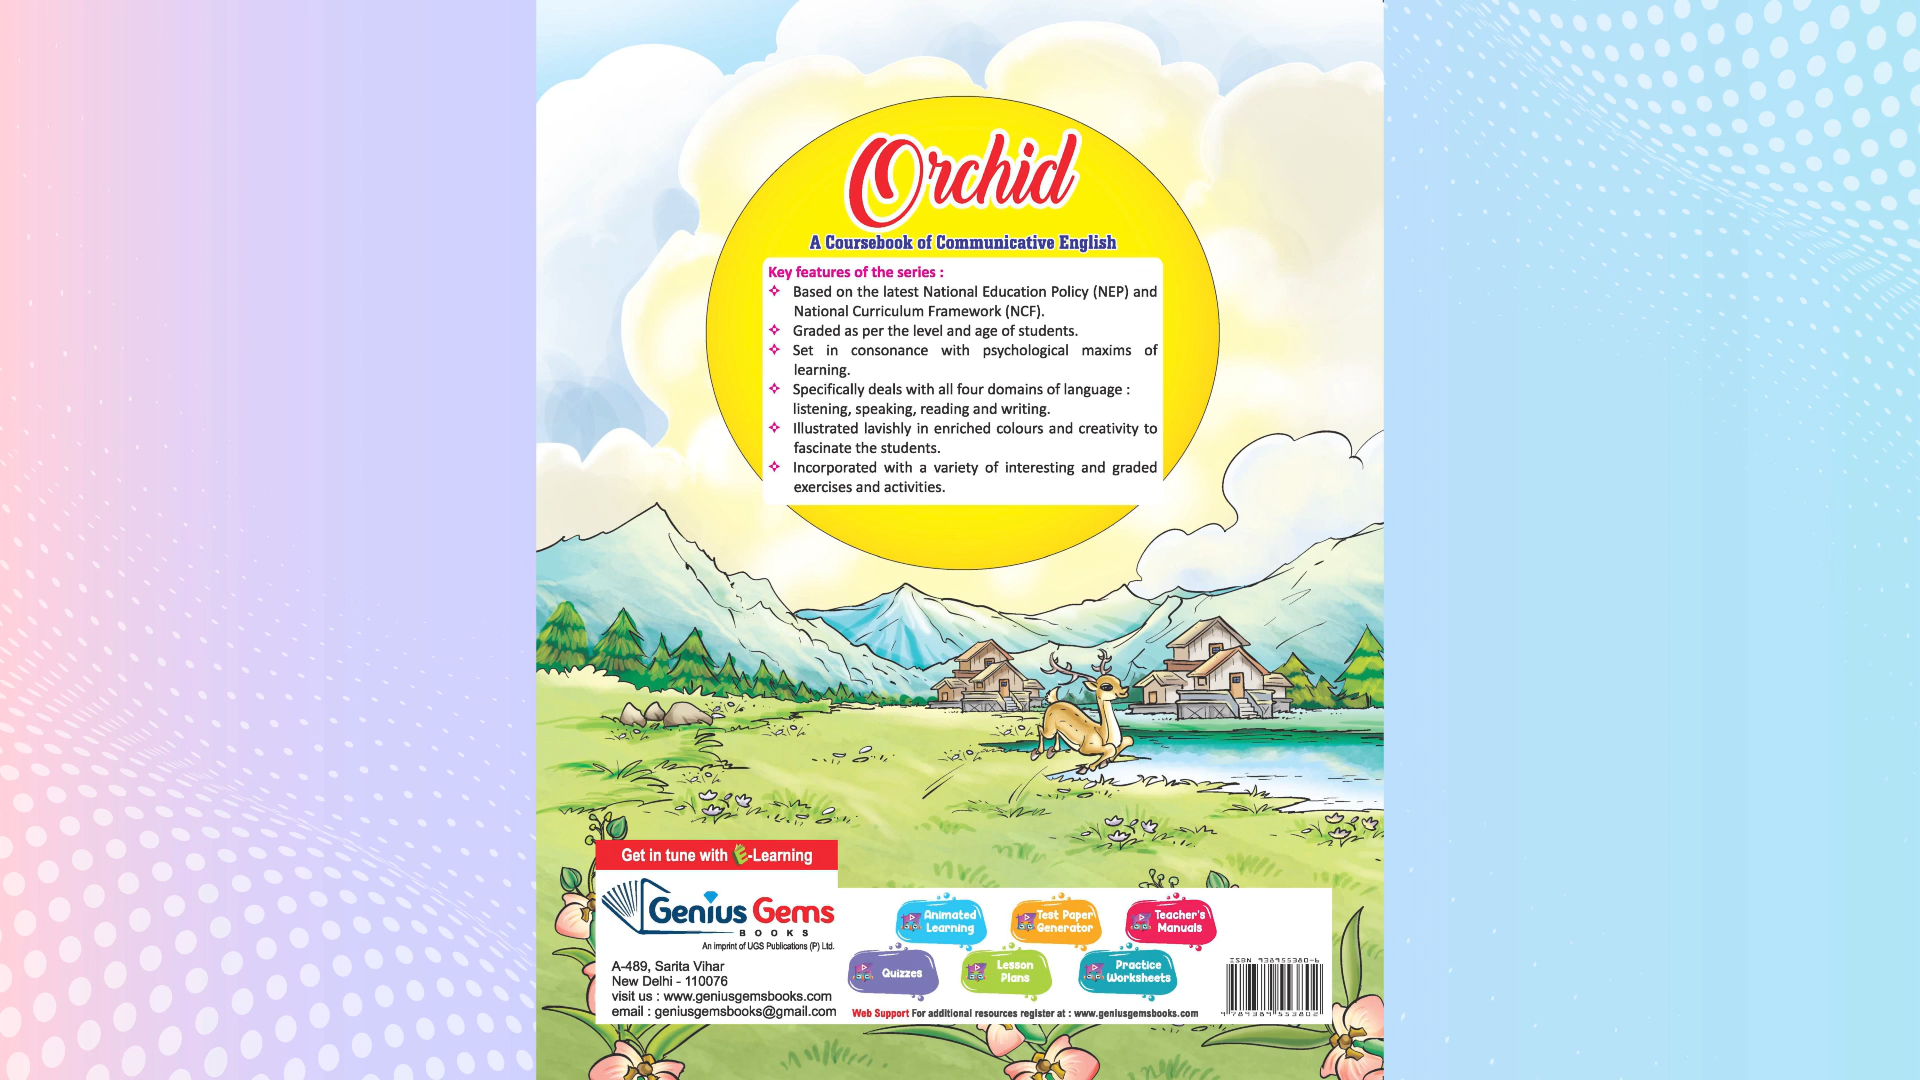 Orchid
A Coursebook of Communicative English
Key features of the series :
Based on the latest National Education Policy (NEP) and
National Curriculum Framework (NCF).
Graded as per the level and age of students.
Set in consonance with psychological maxims of
learning.
Specifically deals with all four domains of language :
listening, speaking, reading and writing.
Illustrated lavishly in enriched colours and creativity to
fascinate the students.
Incorporated with a variety of interesting and graded
exercises and activities.
Get in tune with E-Learning
Genius Gems
BOOKS
An imprint of UGS Publications (P) Ltd.
A-489, Sarita Vihar
New Delhi - 110076
visit us : www.geniusgemsbooks.com
email : geniusgemsbooks@gmail.com
Animated
Learning
Test Paper
Generator
Teacher's
Manuals
Quizzes
Lesson
Plans
Practice
Worksheets
Web Support For additional resources register at : www.geniusgemsbooks.com
ISBN 938955380-6
9 789389 553802